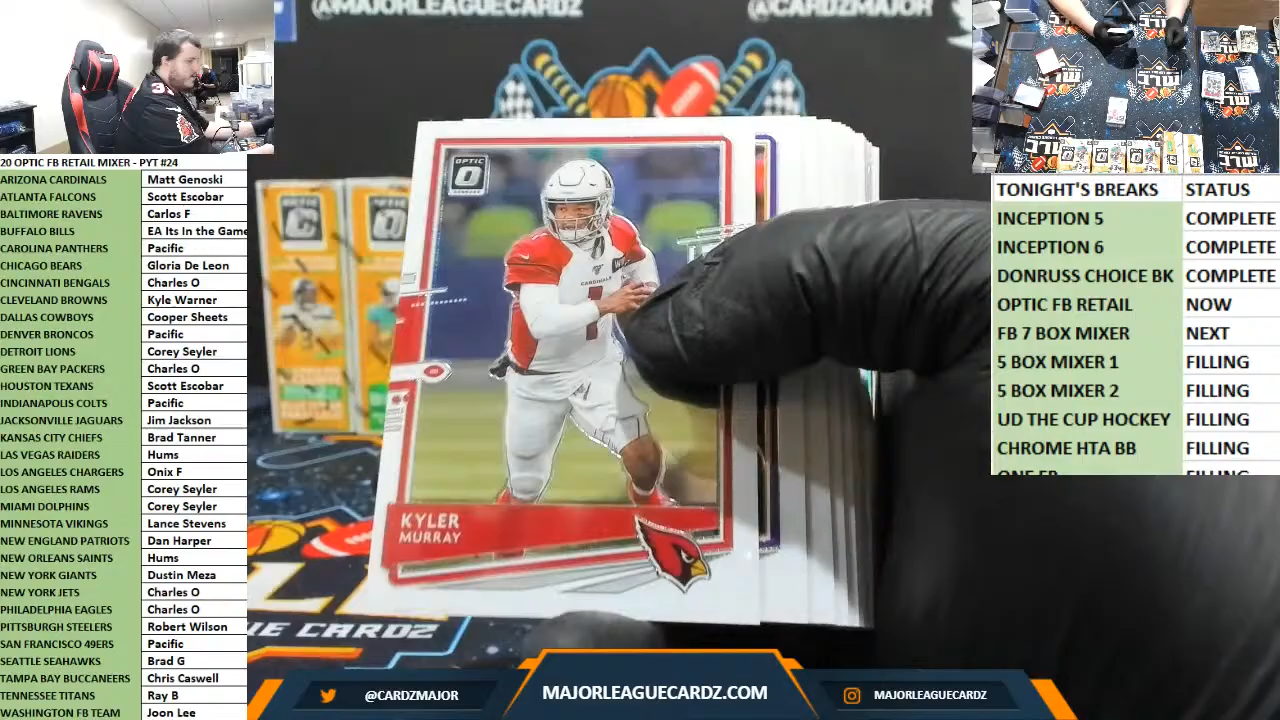 @MAJORLEAGUECARDZ
@CARDZMAJOR
20 OPTIC FB RETAIL MIXER - PYT #24
ARIZONA CARDINALS Matt Genoski
ATLANTA FALCONS Scott Escobar
BALTIMORE RAVENS Carlos F
BUFFALO BILLS EA Its In the Game
CAROLINA PANTHERS Pacific
CHICAGO BEARS Gloria De Leon
CINCINNATI BENGALS Charles O
CLEVELAND BROWNS Kyle Warner
DALLAS COWBOYS Cooper Sheets
DENVER BRONCOS Pacific
DETROIT LIONS Corey Seyler
GREEN BAY PACKERS Charles O
HOUSTON TEXANS Scott Escobar
INDIANAPOLIS COLTS Pacific
JACKSONVILLE JAGUARS Jim Jackson
KANSAS CITY CHIEFS Brad Tanner
LAS VEGAS RAIDERS Hums
LOS ANGELES CHARGERS Onix F
LOS ANGELES RAMS Corey Seyler
MIAMI DOLPHINS Corey Seyler
MINNESOTA VIKINGS Lance Stevens
NEW ENGLAND PATRIOTS Dan Harper
NEW ORLEANS SAINTS Hums
NEW YORK GIANTS Dustin Meza
NEW YORK JETS Charles O
PHILADELPHIA EAGLES Charles O
PITTSBURGH STEELERS Robert Wilson
SAN FRANCISCO 49ERS Pacific
SEATTLE SEAHAWKS Brad G
TAMPA BAY BUCCANEERS Chris Caswell
TENNESSEE TITANS Ray B
WASHINGTON FB TEAM Joon Lee
OPTIC
CARDINALS
1
KYLER
MURRAY
TONIGHT'S BREAKS STATUS
INCEPTION 5 COMPLETE
INCEPTION 6 COMPLETE
DONRUSS CHOICE BK COMPLETE
OPTIC FB RETAIL NOW
FB 7 BOX MIXER NEXT
5 BOX MIXER 1 FILLING
5 BOX MIXER 2 FILLING
UD THE CUP HOCKEY FILLING
CHROME HTA BB FILLING
ONE FB FILLING
@CARDZMAJOR
MAJORLEAGUECARDZ.COM
MAJORLEAGUECARDZ